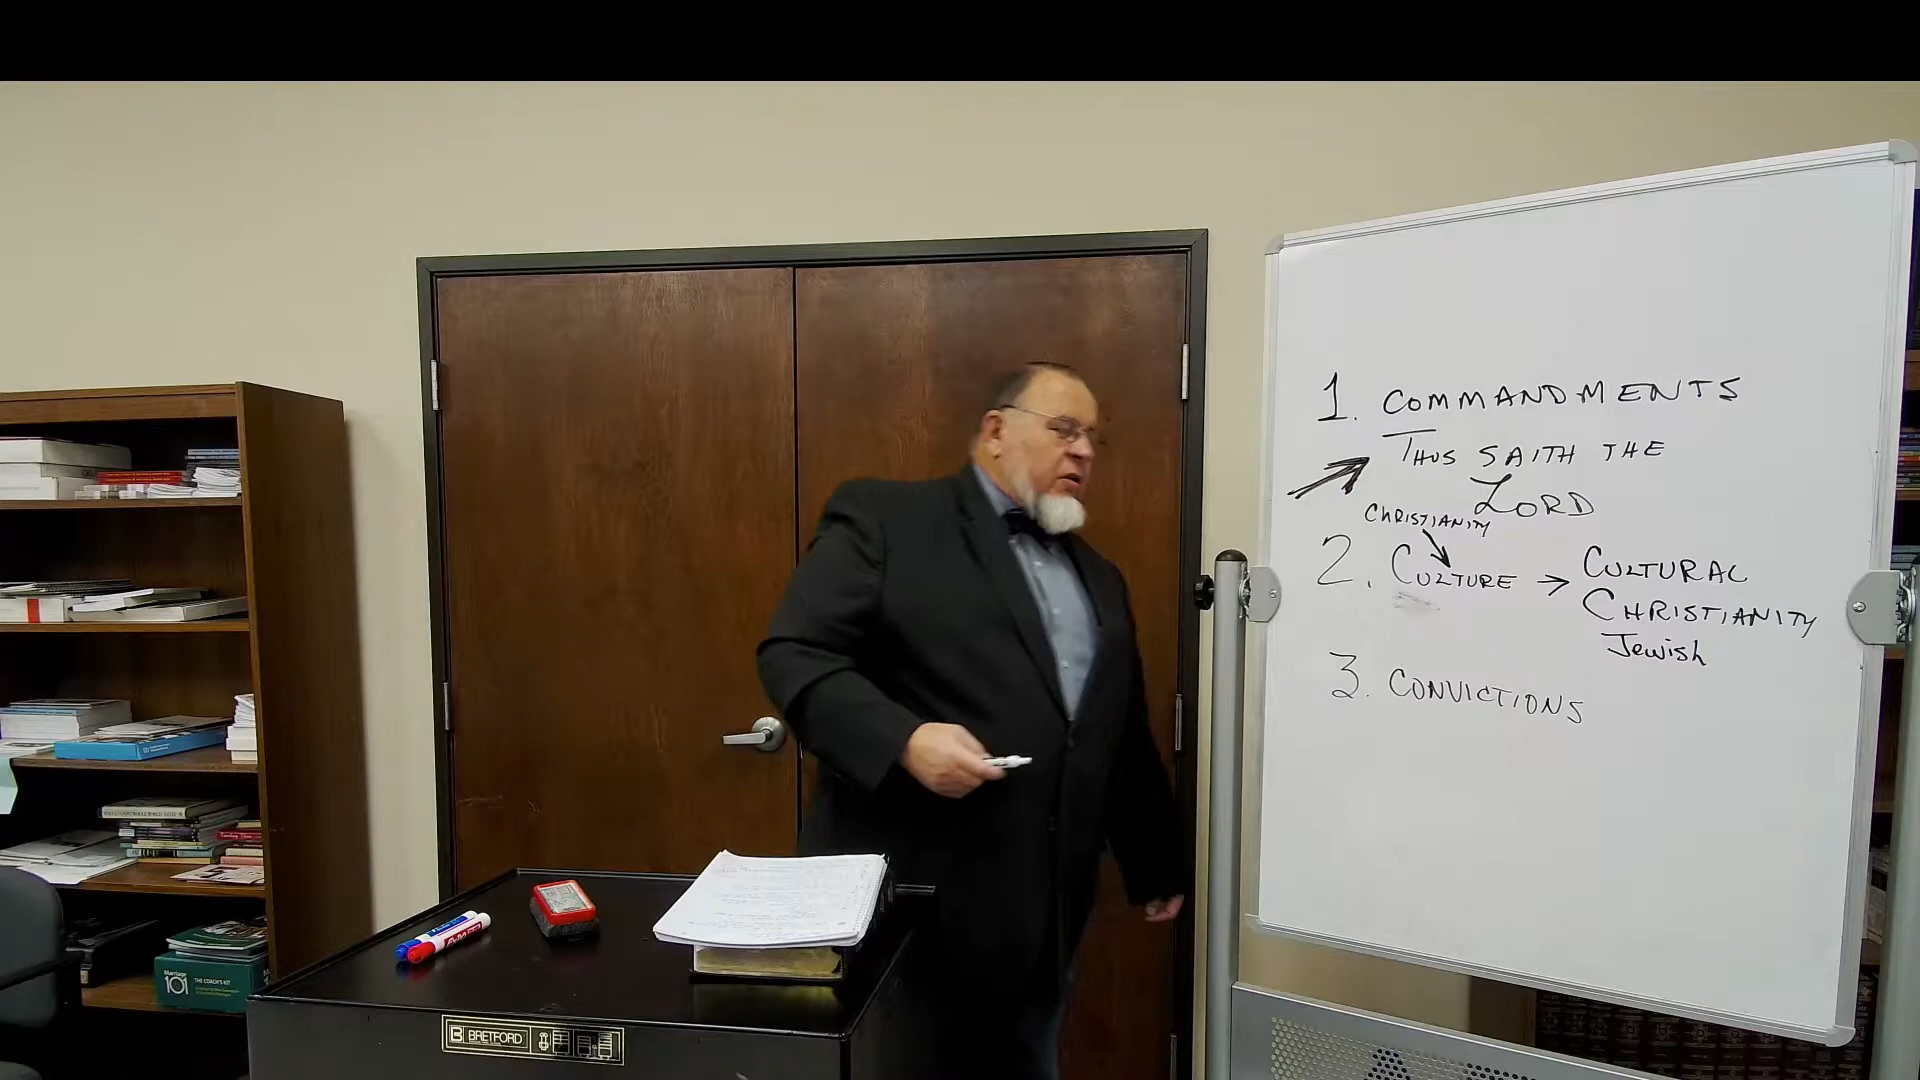 1. COMMANDMENTS
THUS SAITH THE
LORD
CHRISTIANITY
2. CULTURE → CULTURAL
CHRISTIANITY
Jewish
3. CONVICTIONS
Marriage
101
THE COACH'S KIT
BRETFORD